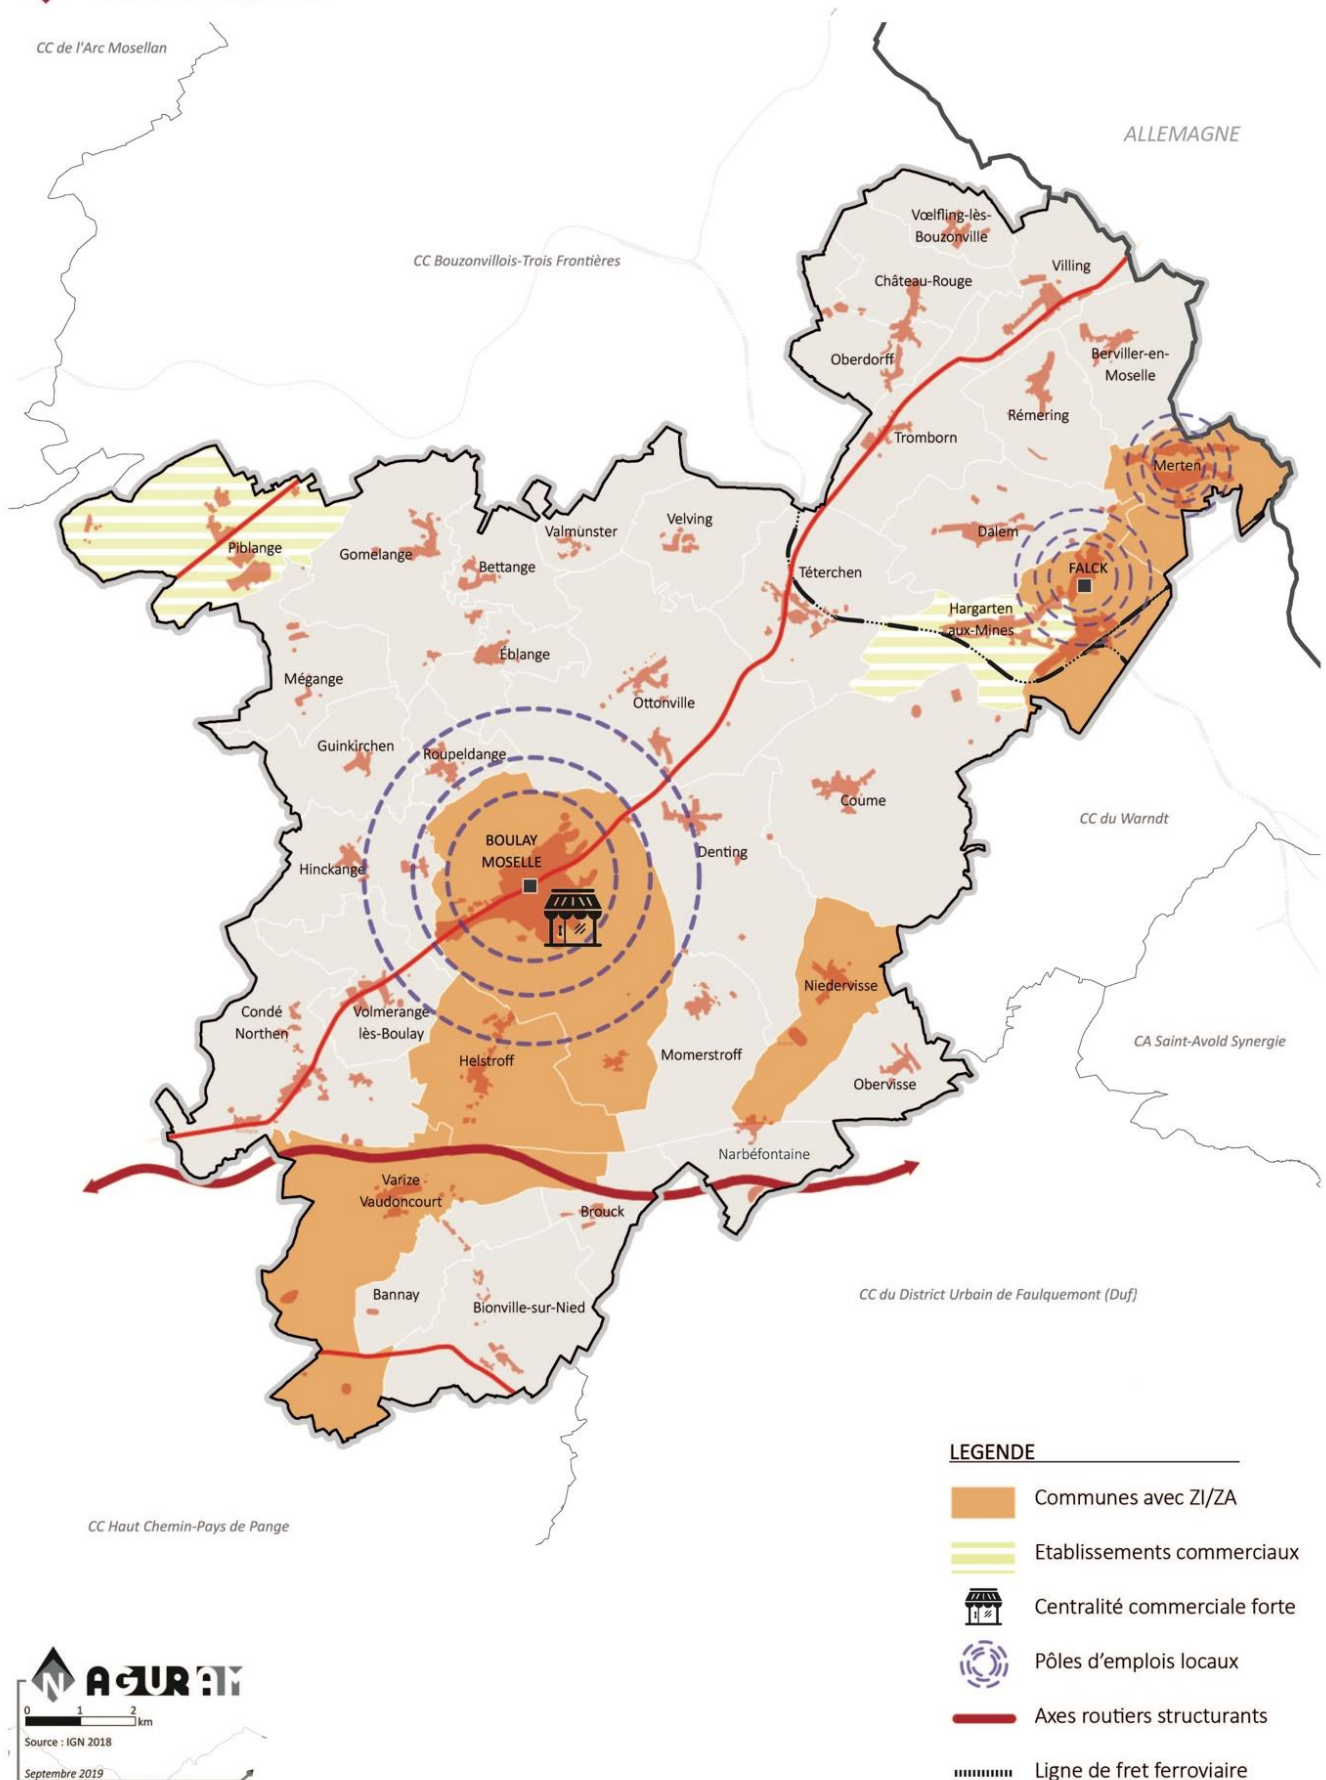 CC de l'Arc Mosellan
ALLEMAGNE
Vœlfling-lès-
Bouzonville
CC Bouzonvillois-Trois Frontières
Villing
Château-Rouge
Oberdorff
Berviller-en-
Moselle
Rémering
Tromborn
Merten
Piblange
Gomelange
Valmunster
Velving
Dalem
Bettange
Téterchen
FALCK
Hargarten
aux-Mines
Éblange
Mégange
Ottonville
Guinkirchen
Roupeldange
Coume
CC du Warndt
BOULAY
MOSELLE
Denting
Hinckange
Niedervisse
Condé
Northen
Volmerange
lès-Boulay
CA Saint-Avold Synergie
Helstroff
Momerstroff
Obervisse
Narbéfontaine
Varize
Vaudoncourt
Brouck
Bannay
Bionville-sur-Nied
CC du District Urbain de Faulquemont (Duf)
CC Haut Chemin-Pays de Pange
LEGENDE
Communes avec ZI/ZA
Etablissements commerciaux
Centralité commerciale forte
Pôles d'emplois locaux
Axes routiers structurants
Ligne de fret ferroviaire
N AGURAM
0 1 2
km
Source : IGN 2018
Septembre 2019